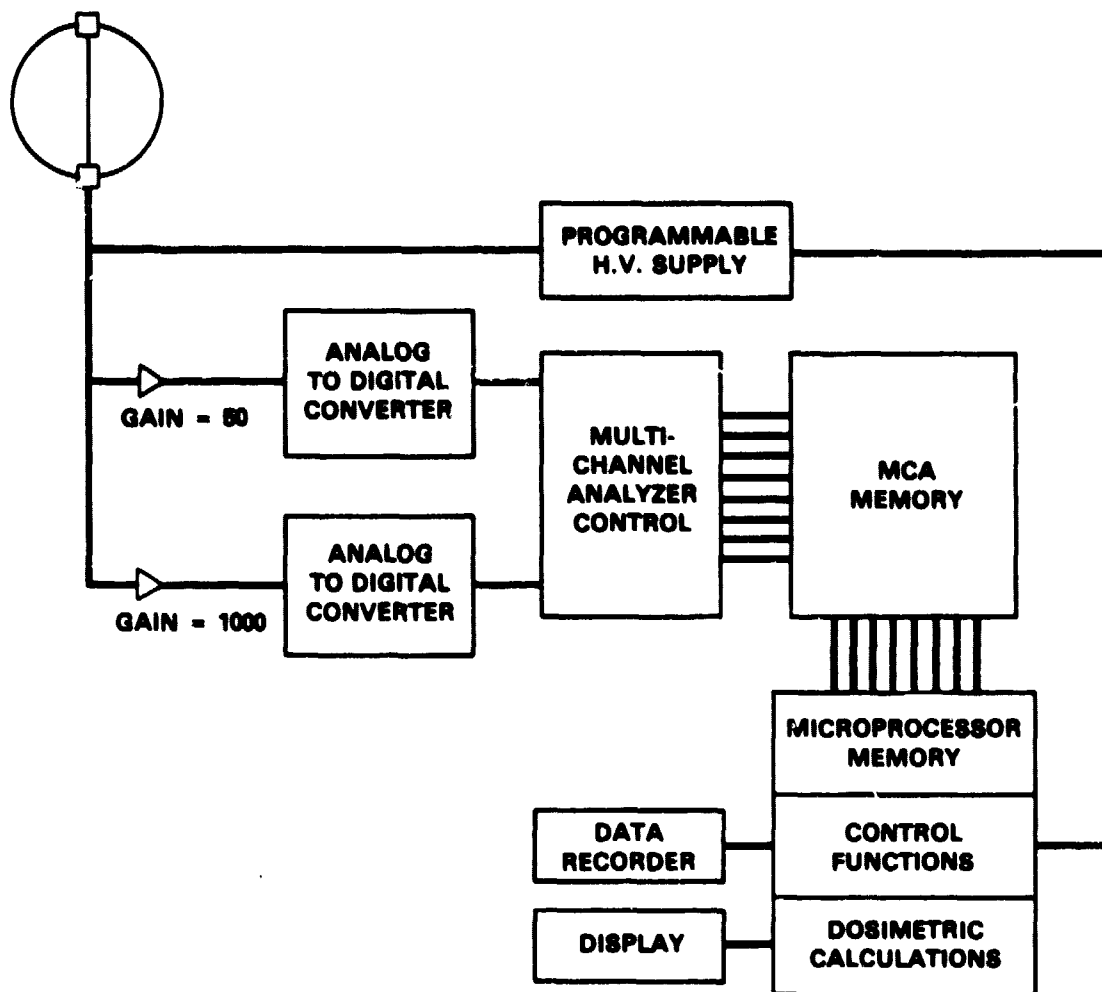 PROGRAMMABLE
H.V. SUPPLY
ANALOG
TO DIGITAL
CONVERTER
GAIN = 50
MULTI-
CHANNEL
ANALYZER
CONTROL
MCA
MEMORY
ANALOG
TO DIGITAL
CONVERTER
GAIN = 1000
MICROPROCESSOR
MEMORY
DATA
RECORDER
CONTROL
FUNCTIONS
DISPLAY
DOSIMETRIC
CALCULATIONS